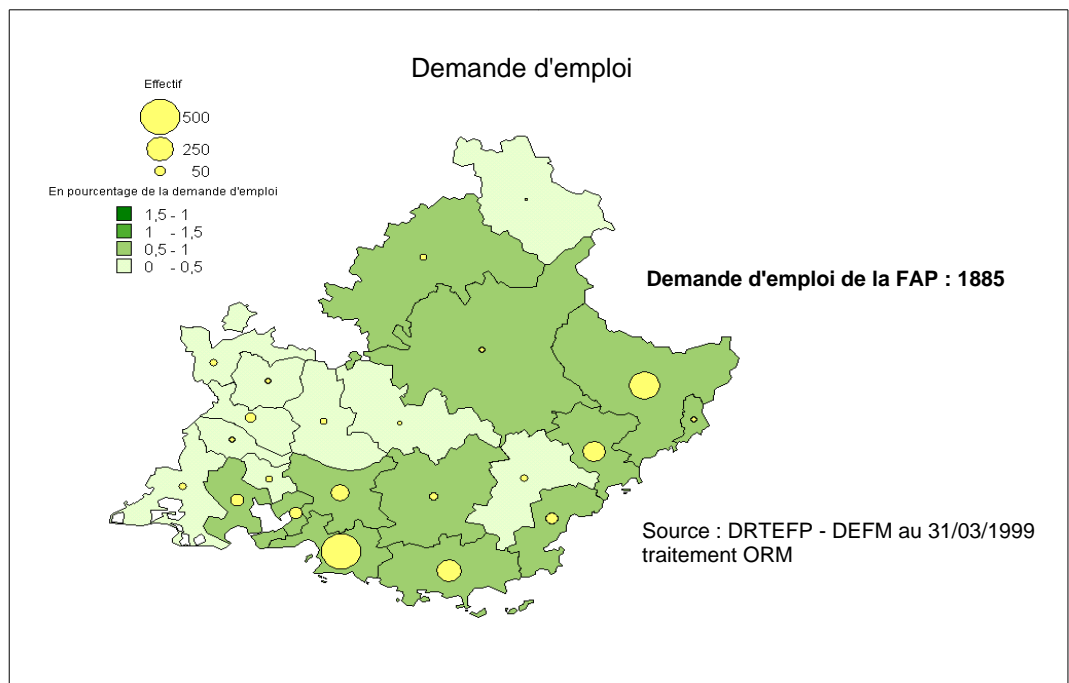 Demande d'emploi
Effectif
500
250
50
En pourcentage de la demande d'emploi
1,5 - 1
1 - 1,5
0,5 - 1
0 - 0,5
Demande d'emploi de la FAP : 1885
Source : DRTEFP - DEFM au 31/03/1999
traitement ORM